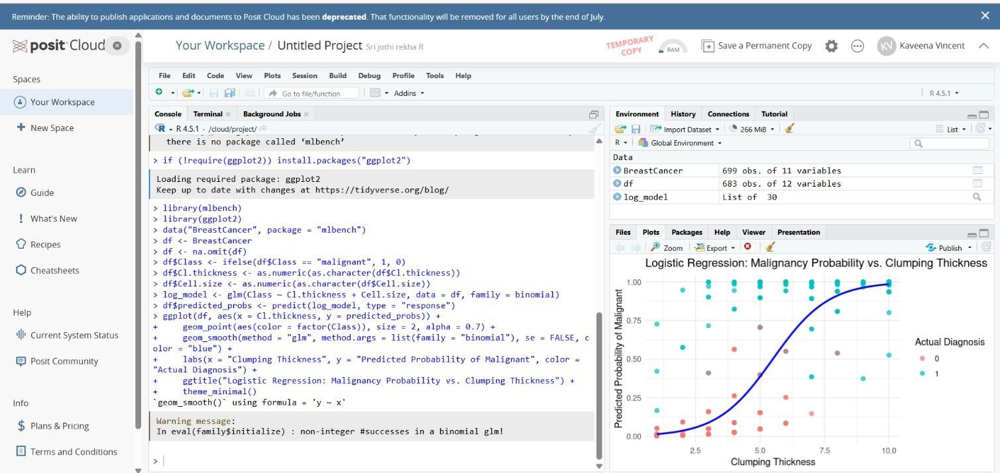 Reminder: The ability to publish applications and documents to Posit Cloud has been deprecated. That functionality will be removed for all users by the end of July.
posit Cloud
Your Workspace / Untitled Project Sri jothi rekha R
TEMPORARY COPY
RAM
Save a Permanent Copy
KV
Kaveena Vincent
Spaces
Your Workspace
New Space
Learn
Guide
What's New
Recipes
Cheatsheets
Help
Current System Status
Posit Community
Info
Plans & Pricing
Terms and Conditions
File Edit Code View Plots Session Build Debug Profile Tools Help
Go to file/function
Addins
R 4.5.1
Console Terminal Background Jobs
R 4.5.1 · /cloud/project/
there is no package called ‘mlbench’
> if (!require(ggplot2)) install.packages("ggplot2")
Loading required package: ggplot2
Keep up to date with changes at https://tidyverse.org/blog/
> library(mlbench)
> library(ggplot2)
> data("BreastCancer", package = "mlbench")
> df <- BreastCancer
> df <- na.omit(df)
> df$Class <- ifelse(df$Class == "malignant", 1, 0)
> df$Cl.thickness <- as.numeric(as.character(df$Cl.thickness))
> df$Cell.size <- as.numeric(as.character(df$Cell.size))
> log_model <- glm(Class ~ Cl.thickness + Cell.size, data = df, family = binomial)
> df$predicted_probs <- predict(log_model, type = "response")
> ggplot(df, aes(x = Cl.thickness, y = predicted_probs)) +
+     geom_point(aes(color = factor(Class)), size = 2, alpha = 0.7) +
+     geom_smooth(method = "glm", method.args = list(family = "binomial"), se = FALSE, c
olor = "blue") +
+     labs(x = "Clumping Thickness", y = "Predicted Probability of Malignant", color =
"Actual Diagnosis") +
+     ggtitle("Logistic Regression: Malignancy Probability vs. Clumping Thickness") +
+     theme_minimal()
`geom_smooth()` using formula = 'y ~ x'
Warning message:
In eval(family$initialize) : non-integer #successes in a binomial glm!
>
Environment History Connections Tutorial
Import Dataset
266 MiB
List
R
Global Environment
Data
BreastCancer 699 obs. of 11 variables
df 683 obs. of 12 variables
log_model List of 30
Files Plots Packages Help Viewer Presentation
Zoom Export Publish
Logistic Regression: Malignancy Probability vs. Clumping Thickness
Predicted Probability of Malignant
1.00
0.75
0.50
0.25
0.00
2.5 5.0 7.5 10.0
Clumping Thickness
Actual Diagnosis
0
1